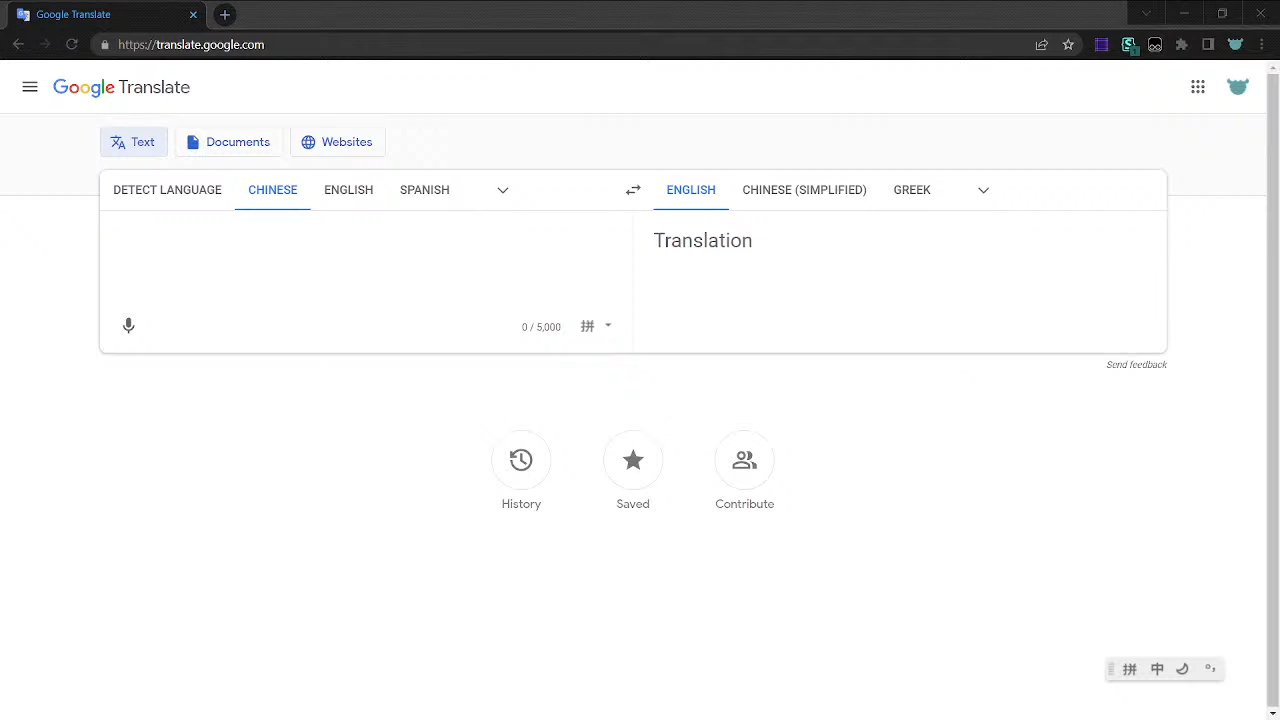 Google Translate
https://translate.google.com
Google Translate
Text Documents Websites
DETECT LANGUAGE CHINESE ENGLISH SPANISH ENGLISH CHINESE (SIMPLIFIED) GREEK
Translation
0 / 5,000 拼
Send feedback
History Saved Contribute
拼 中 °,